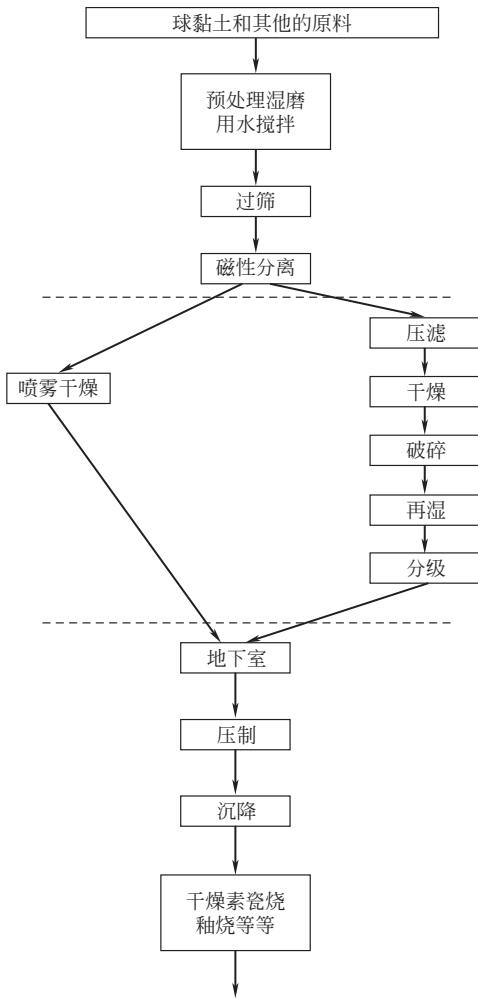 球黏土和其他的原料
预处理湿磨
用水搅拌
过筛
磁性分离
压滤
喷雾干燥
干燥
破碎
再湿
分级
地下室
压制
沉降
干燥素瓷烧
釉烧等等